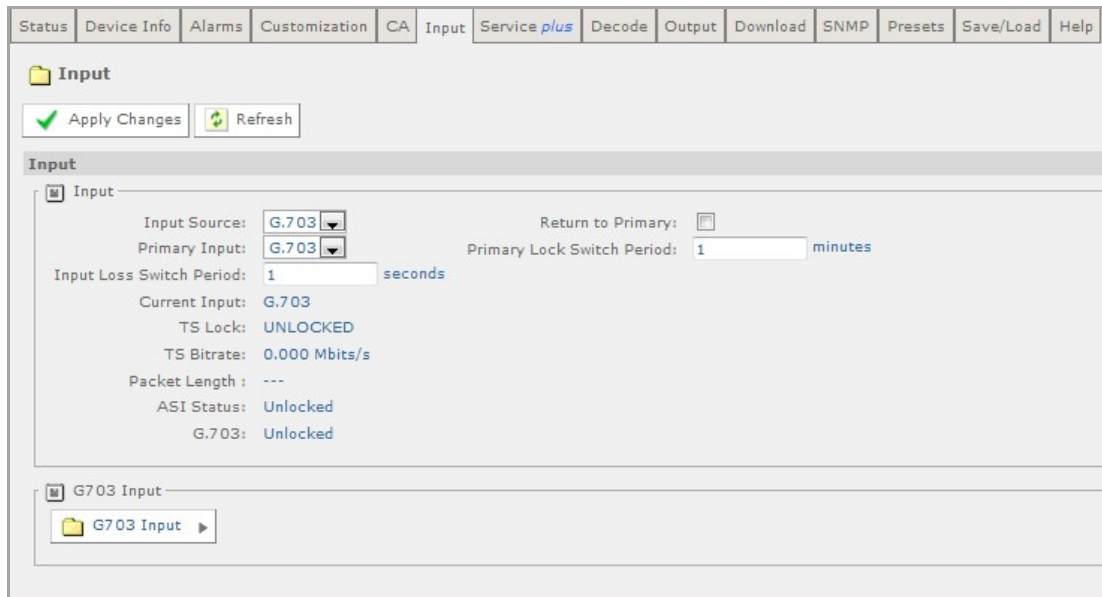 Status Device Info Alarms Customization CA Input Service plus Decode Output Download SNMP Presets Save/Load Help
Input
Apply Changes Refresh
Input
Input
Input Source: G.703 Return to Primary:
Primary Input: G.703 Primary Lock Switch Period: 1 minutes
Input Loss Switch Period: 1 seconds
Current Input: G.703
TS Lock: UNLOCKED
TS Bitrate: 0.000 Mbits/s
Packet Length : ---
ASI Status: Unlocked
G.703: Unlocked
G703 Input
G703 Input